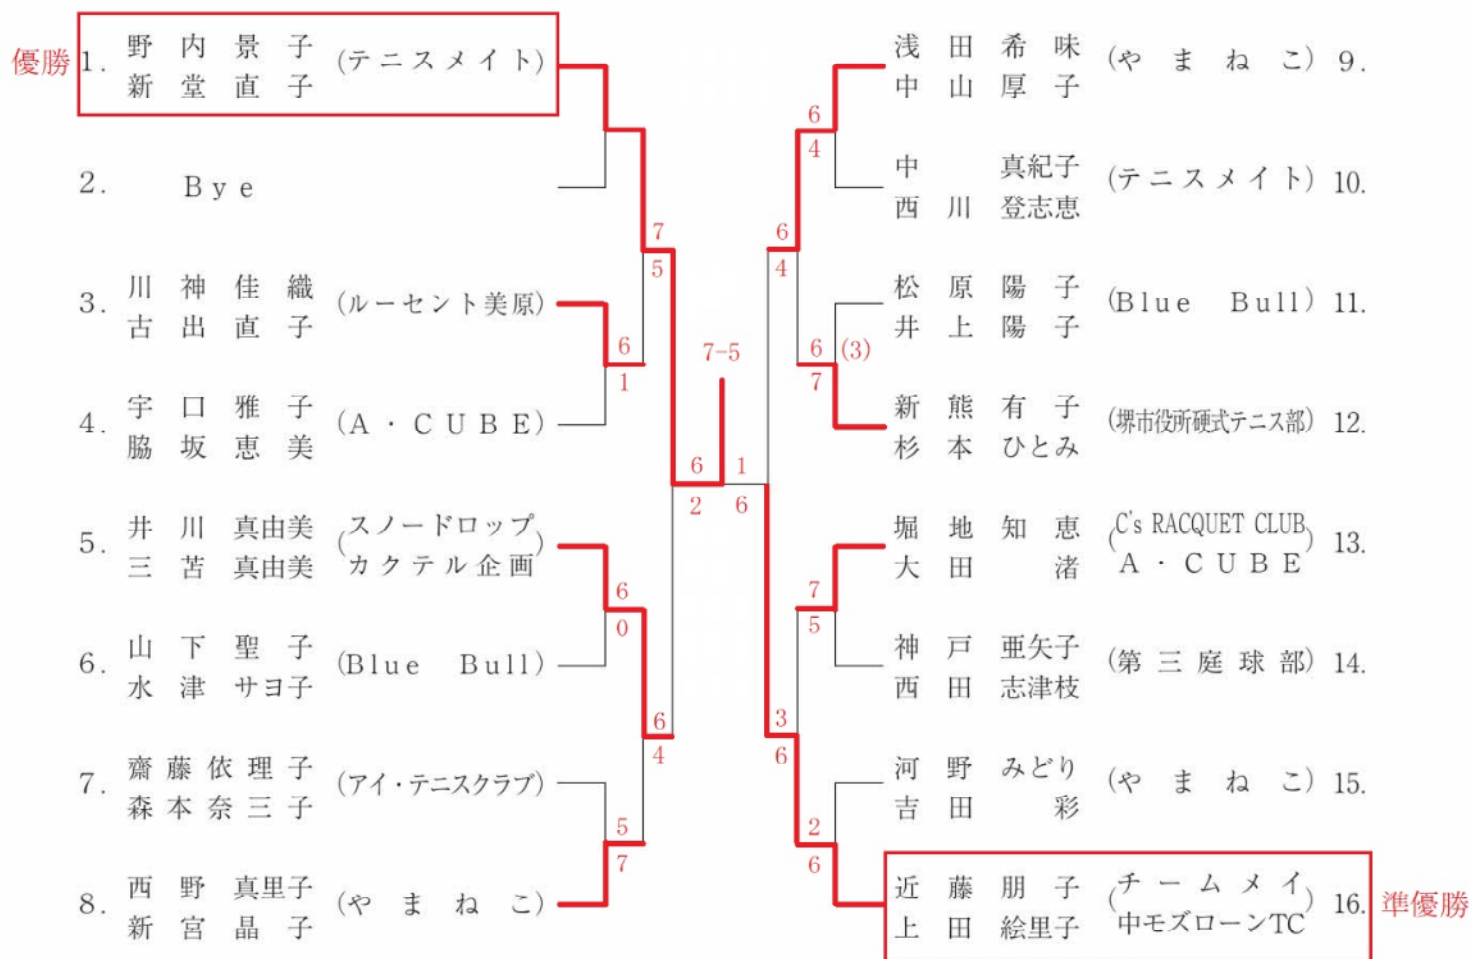 優勝
1. 野内景子 (テニスメイト)
新堂直子
2. Bye
3. 川神佳織 (ルーセント美原)
古出直子
4. 宇口雅子 (A・CUBE)
脇坂恵美
5. 井川真由美 (スノードロップ
三苫真由美 カクテル企画)
6. 山下聖子 (Blue Bull)
水津サヨ子
7. 齋藤依理子 (アイ・テニスクラブ)
森本奈三子
8. 西野真里子 (やまねこ)
新宮晶子
7
5
6
1
6
0
6
4
5
7
7-5
6
2
1
6
6
4
6
4
6 (3)
7
7
5
3
6
2
6
浅田希味 (やまねこ) 9.
中山厚子
中 真紀子 (テニスメイト) 10.
西川登志恵
松原陽子 (Blue Bull) 11.
井上陽子
新熊有子 (堺市役所硬式テニス部) 12.
杉本ひとみ
堀地知恵 (C's RACQUET CLUB 13.
大田 渚 A・CUBE)
神戸亜矢子 (第三庭球部) 14.
西田志津枝
河野みどり (やまねこ) 15.
吉田 彩
近藤朋子 (チームメイ 16.
上田絵里子 中モズローンTC)
準優勝